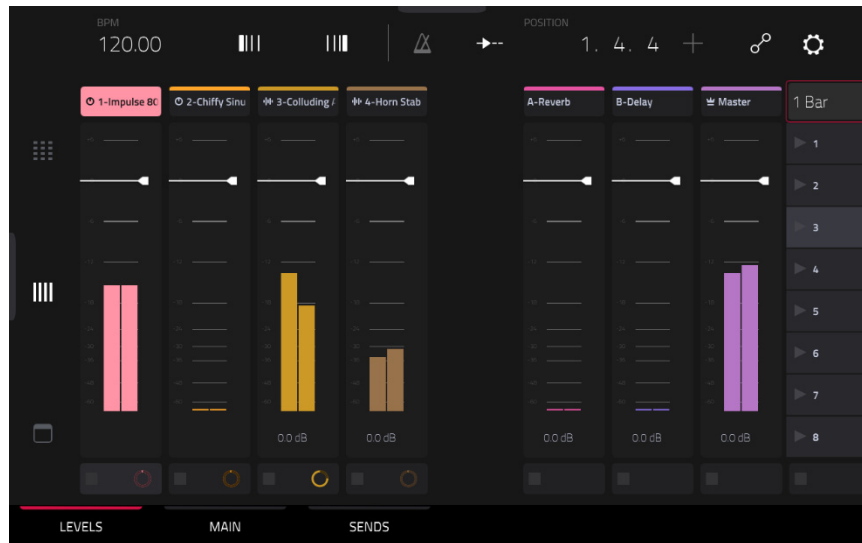 BPM
120.00
POSITION
1. 4. 4
1-Impulse 80
2-Chiffy Sinu
3-Colluding
4-Horn Stab
A-Reverb
B-Delay
Master
1 Bar
1
2
3
4
5
6
7
8
0.0 dB
0.0 dB
0.0 dB
0.0 dB
0.0 dB
LEVELS
MAIN
SENDS